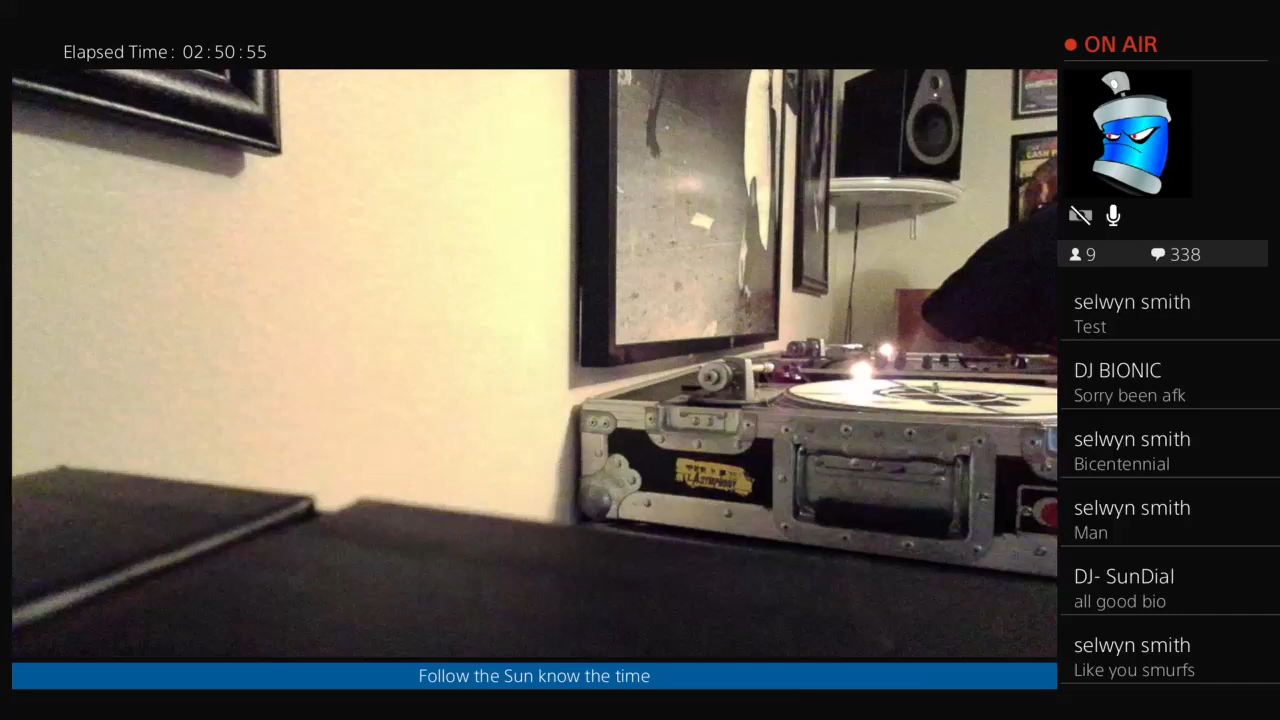 Elapsed Time: 02:50:55
ON AIR
9
338
selwyn smith
Test
DJ BIONIC
Sorry been afk
selwyn smith
Bicentennial
selwyn smith
Man
DJ- SunDial
all good bio
selwyn smith
Like you smurfs
CASH
Follow the Sun know the time